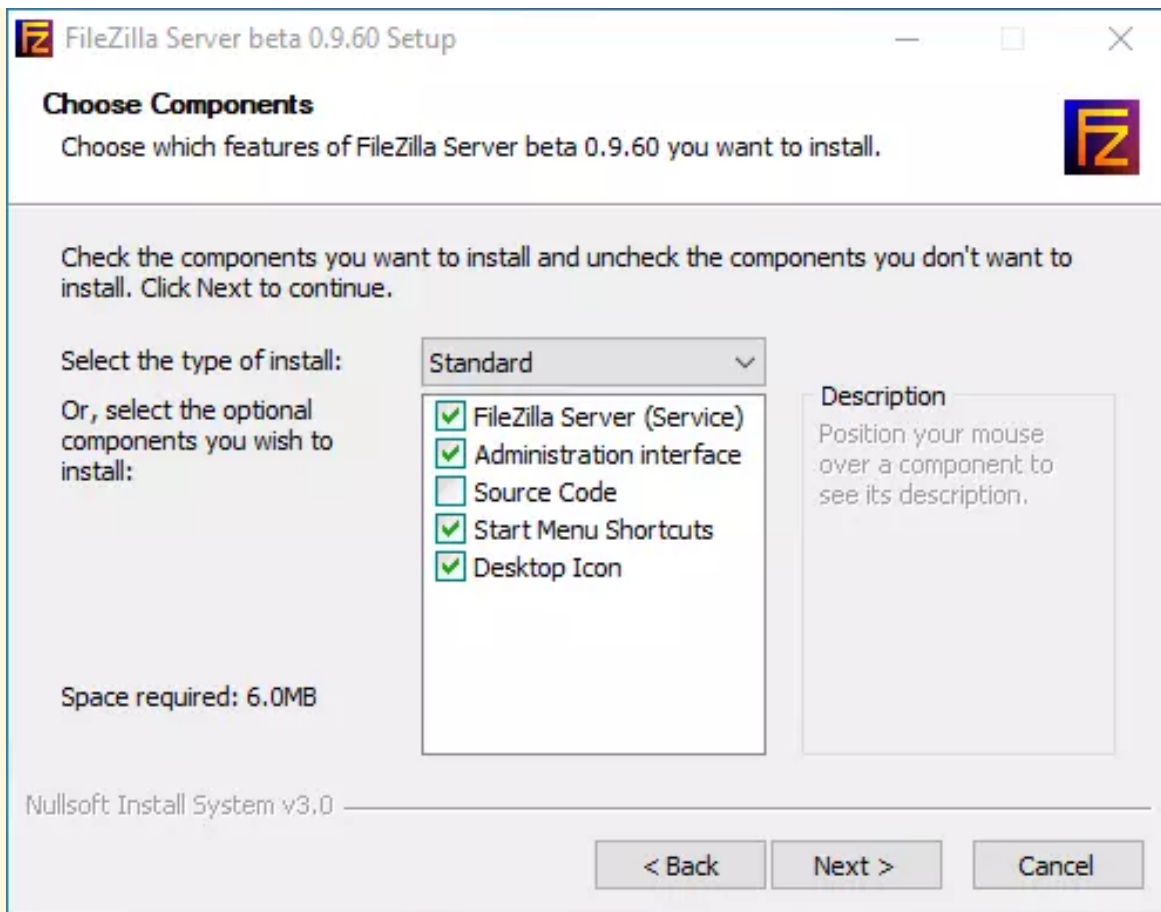 FileZilla Server beta 0.9.60 Setup
Choose Components
Choose which features of FileZilla Server beta 0.9.60 you want to install.
Check the components you want to install and uncheck the components you don't want to
install. Click Next to continue.
Select the type of install:
Standard
Or, select the optional
components you wish to
install:
FileZilla Server (Service)
Administration interface
Source Code
Start Menu Shortcuts
Desktop Icon
Description
Position your mouse
over a component to
see its description.
Space required: 6.0MB
Nullsoft Install System v3.0
< Back
Next >
Cancel